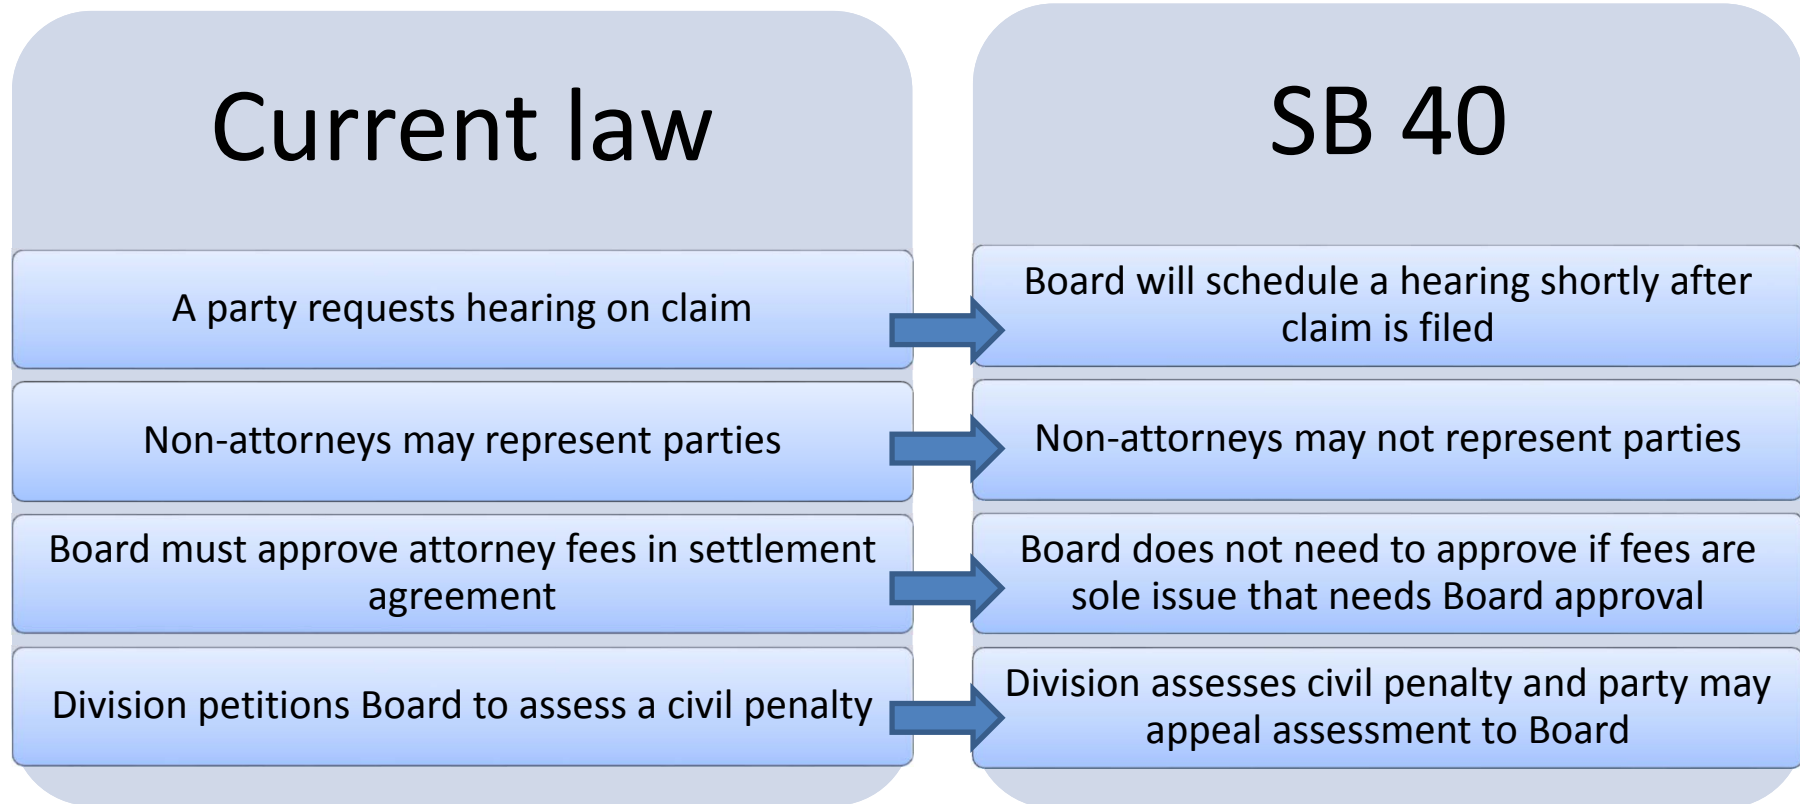 Current law
A party requests hearing on claim
Non-attorneys may represent parties
Board must approve attorney fees in settlement
agreement
Division petitions Board to assess a civil penalty
SB 40
Board will schedule a hearing shortly after
claim is filed
Non-attorneys may not represent parties
Board does not need to approve if fees are
sole issue that needs Board approval
Division assesses civil penalty and party may
appeal assessment to Board